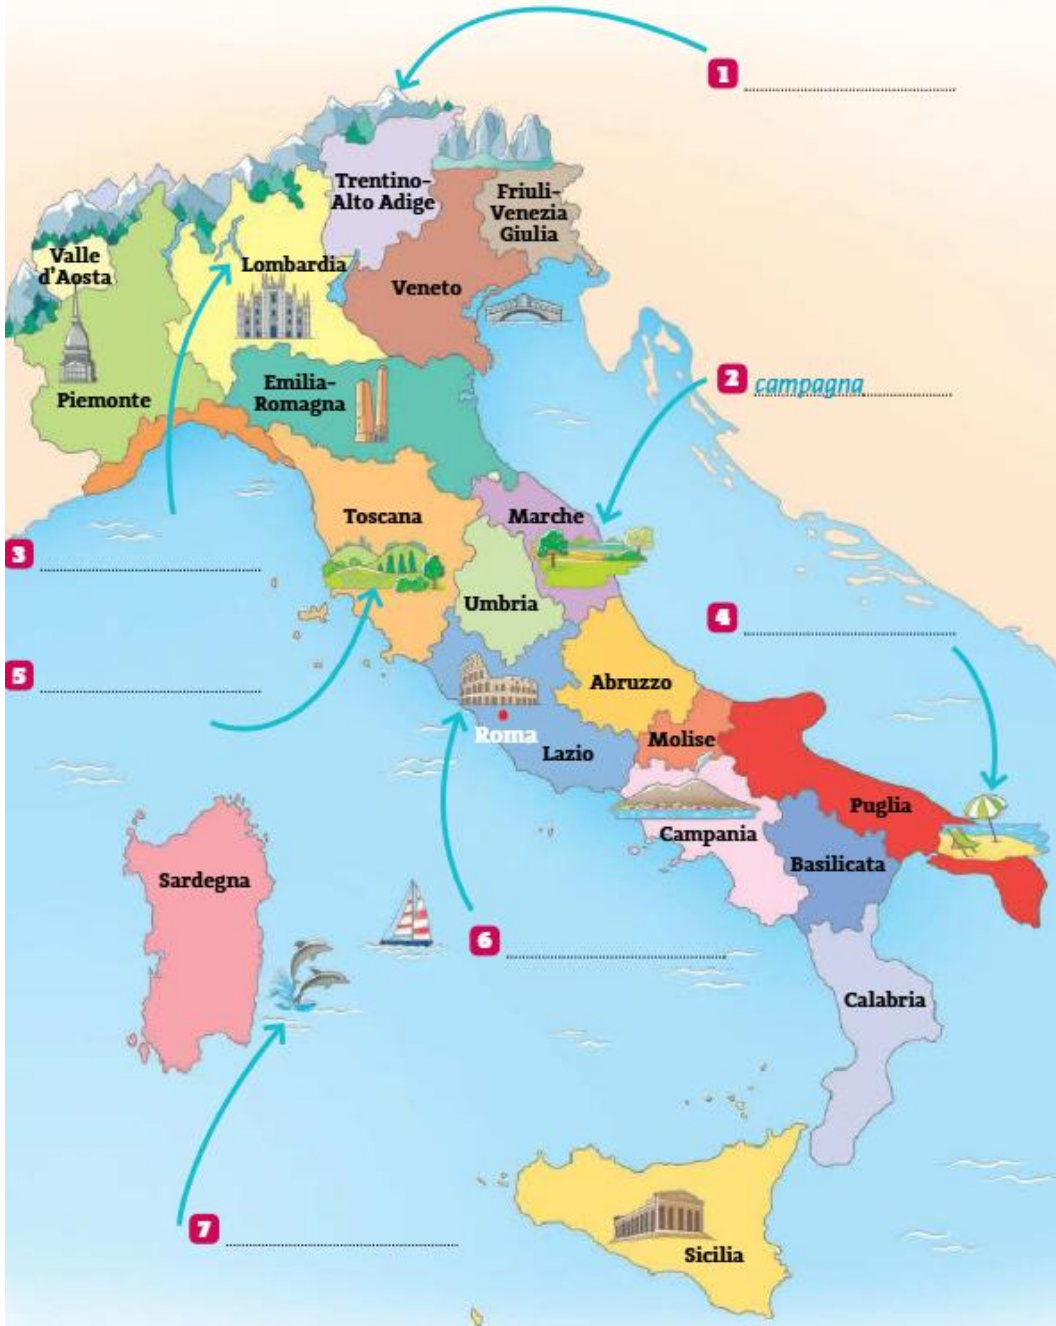 1
Trentino-
Alto Adige
Friuli-
Venezia
Giulia
Valle
d'Aosta
Lombardia
Veneto
2 campagna
Emilia-
Romagna
Piemonte
Toscana
Marche
3
Umbria
4
5
Abruzzo
Roma
Lazio
Molise
Puglia
Campania
Basilicata
Sardegna
6
Calabria
7
Sicilia